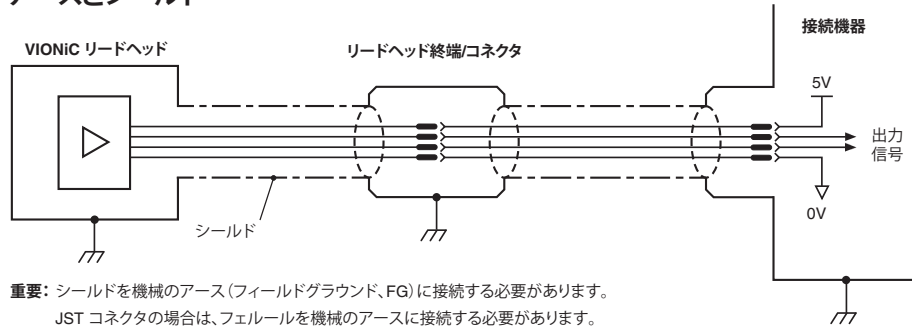 アースとシールド
VIONiC リードヘッド
リードヘッド終端/コネクタ
接続機器
5V
出力
信号
0V
シールド
重要: シールドを機械のアース(フィールドグラウンド、FG)に接続する必要があります。
JST コネクタの場合は、フェルールを機械のアースに接続する必要があります。